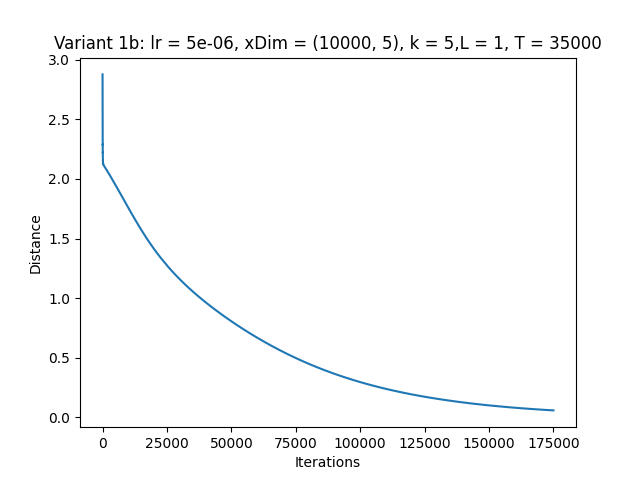 Variant 1b: lr = 5e-06, xDim = (10000, 5), k = 5,L = 1, T = 35000
3.0
2.5
2.0
1.5
1.0
0.5
0.0
Distance
0 25000 50000 75000 100000 125000 150000 175000
Iterations